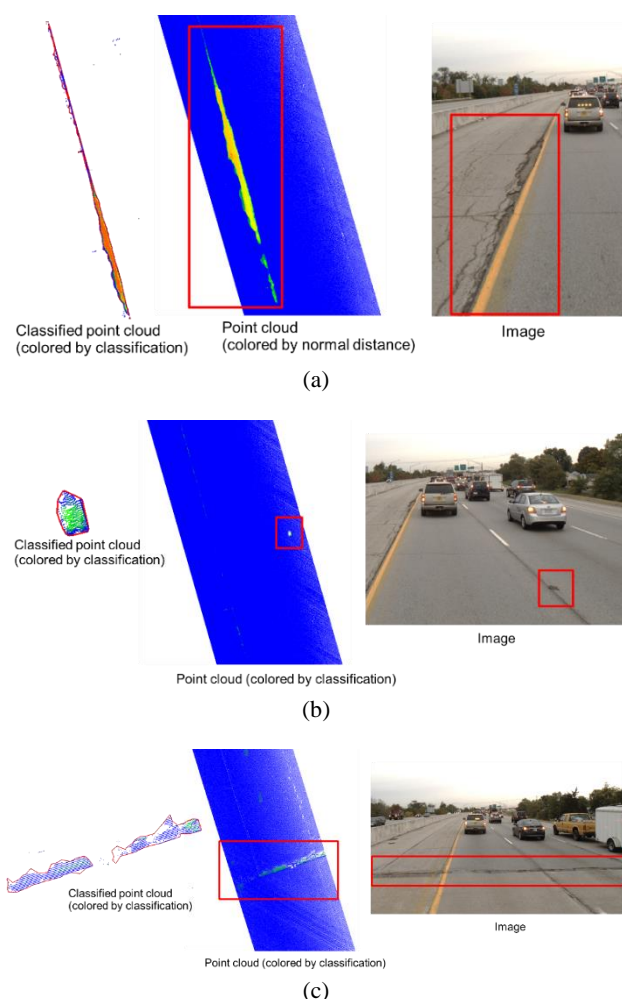 Classified point cloud
(colored by classification)
Point cloud
(colored by normal distance)
Image
(a)
Classified point cloud
(colored by classification)
Image
Point cloud (colored by classification)
(b)
Classified point cloud
(colored by classification)
Image
Point cloud (colored by classification)
(c)